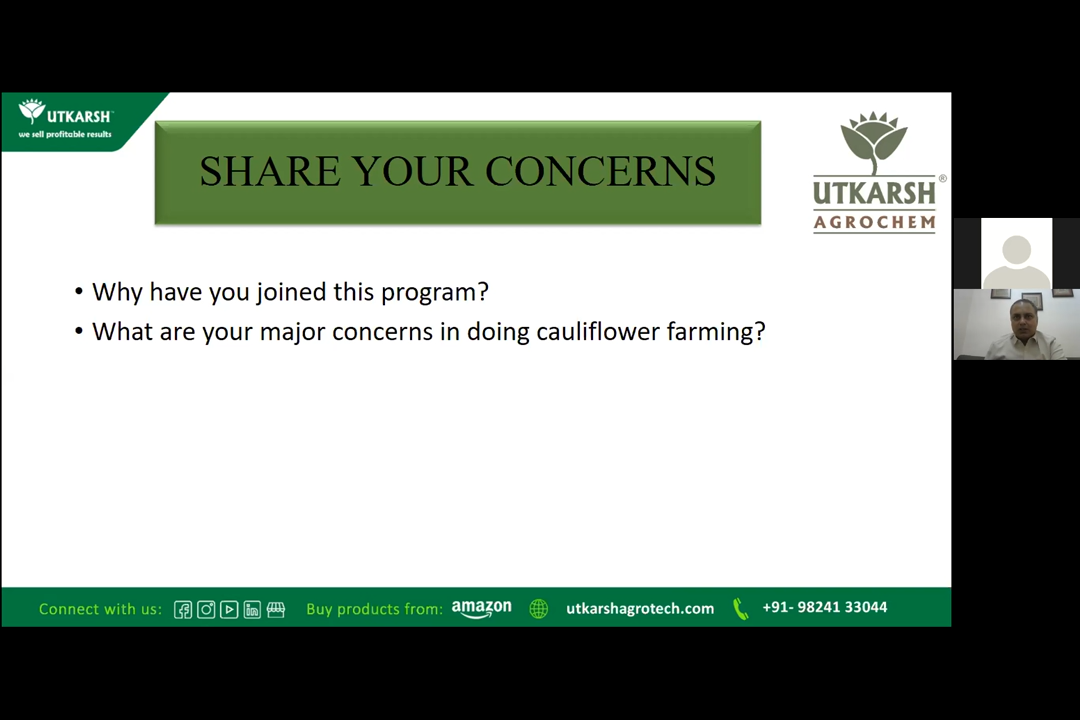 UTKARSH™
we sell profitable results
SHARE YOUR CONCERNS
UTKARSH®
AGROCHEM
• Why have you joined this program?
• What are your major concerns in doing cauliflower farming?
Connect with us: Buy products from: amazon utkarshagrotech.com +91- 98241 33044